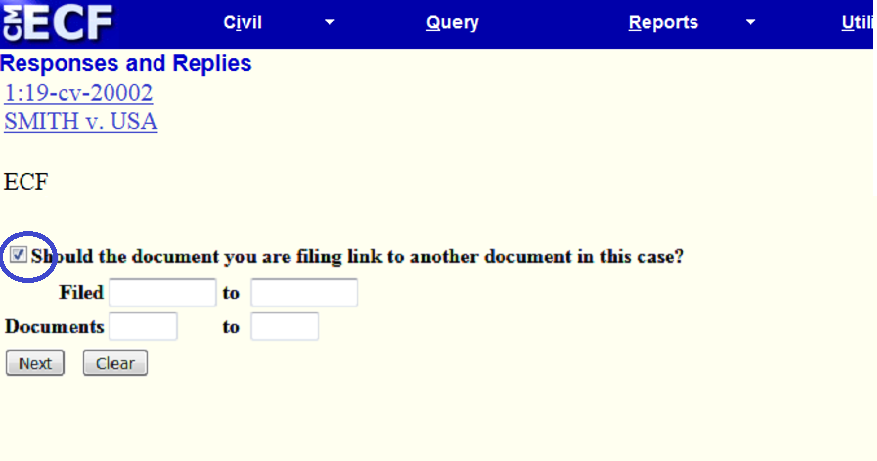 CM ECF Civil Query Reports Utili
Responses and Replies
1:19-cv-20002
SMITH v. USA
ECF
Should the document you are filing link to another document in this case?
Filed to
Documents to
Next Clear